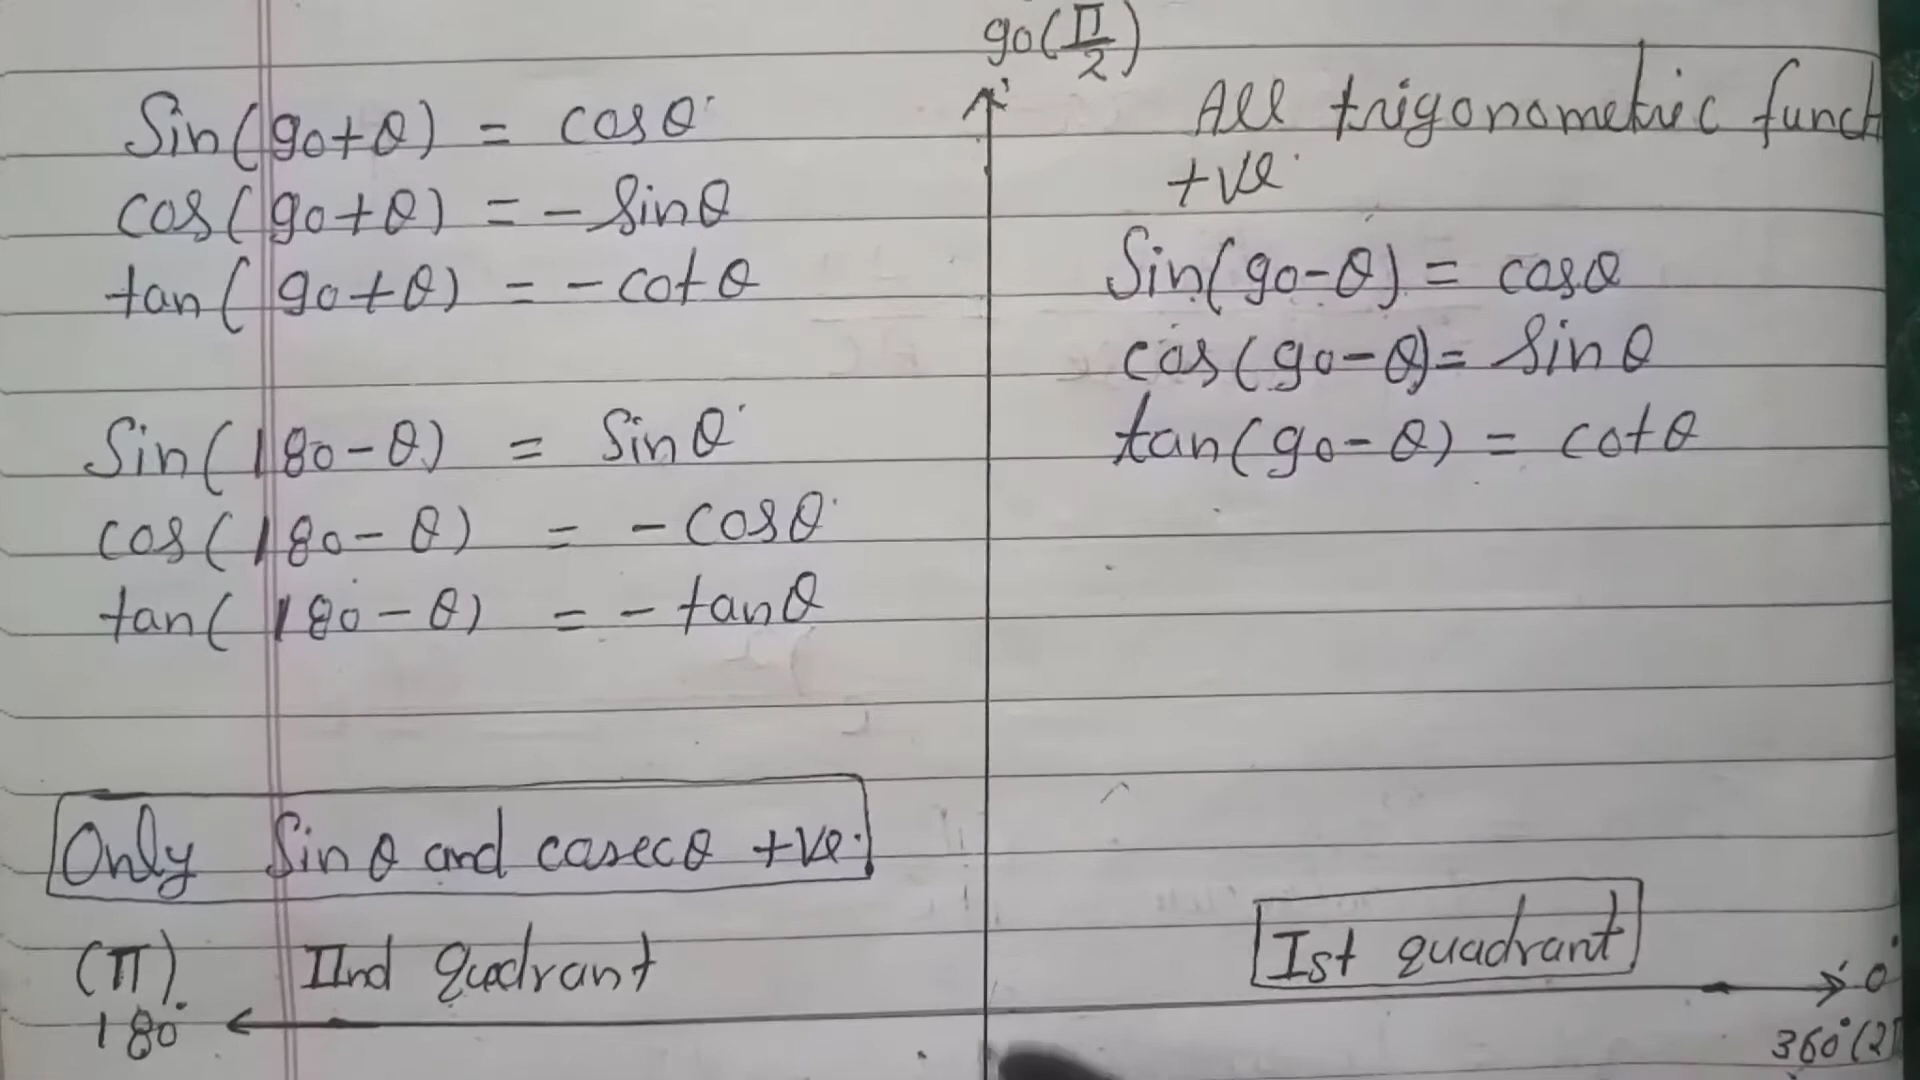 90(π/2)
Sin(90+θ) = cosθ
cos(90+θ) = - sinθ
tan(90+θ) = - cotθ
Sin(180-θ) = sinθ
cos(180-θ) = - cosθ
tan(180-θ) = - tanθ
Only sinθ and cosecθ +ve.
(π) IInd quadrant
180°
All trigonometric funct
+ve
Sin(90-θ) = cosθ
cos(90-θ) = sinθ
tan(90-θ) = cotθ
Ist quadrant
0°
360°(2